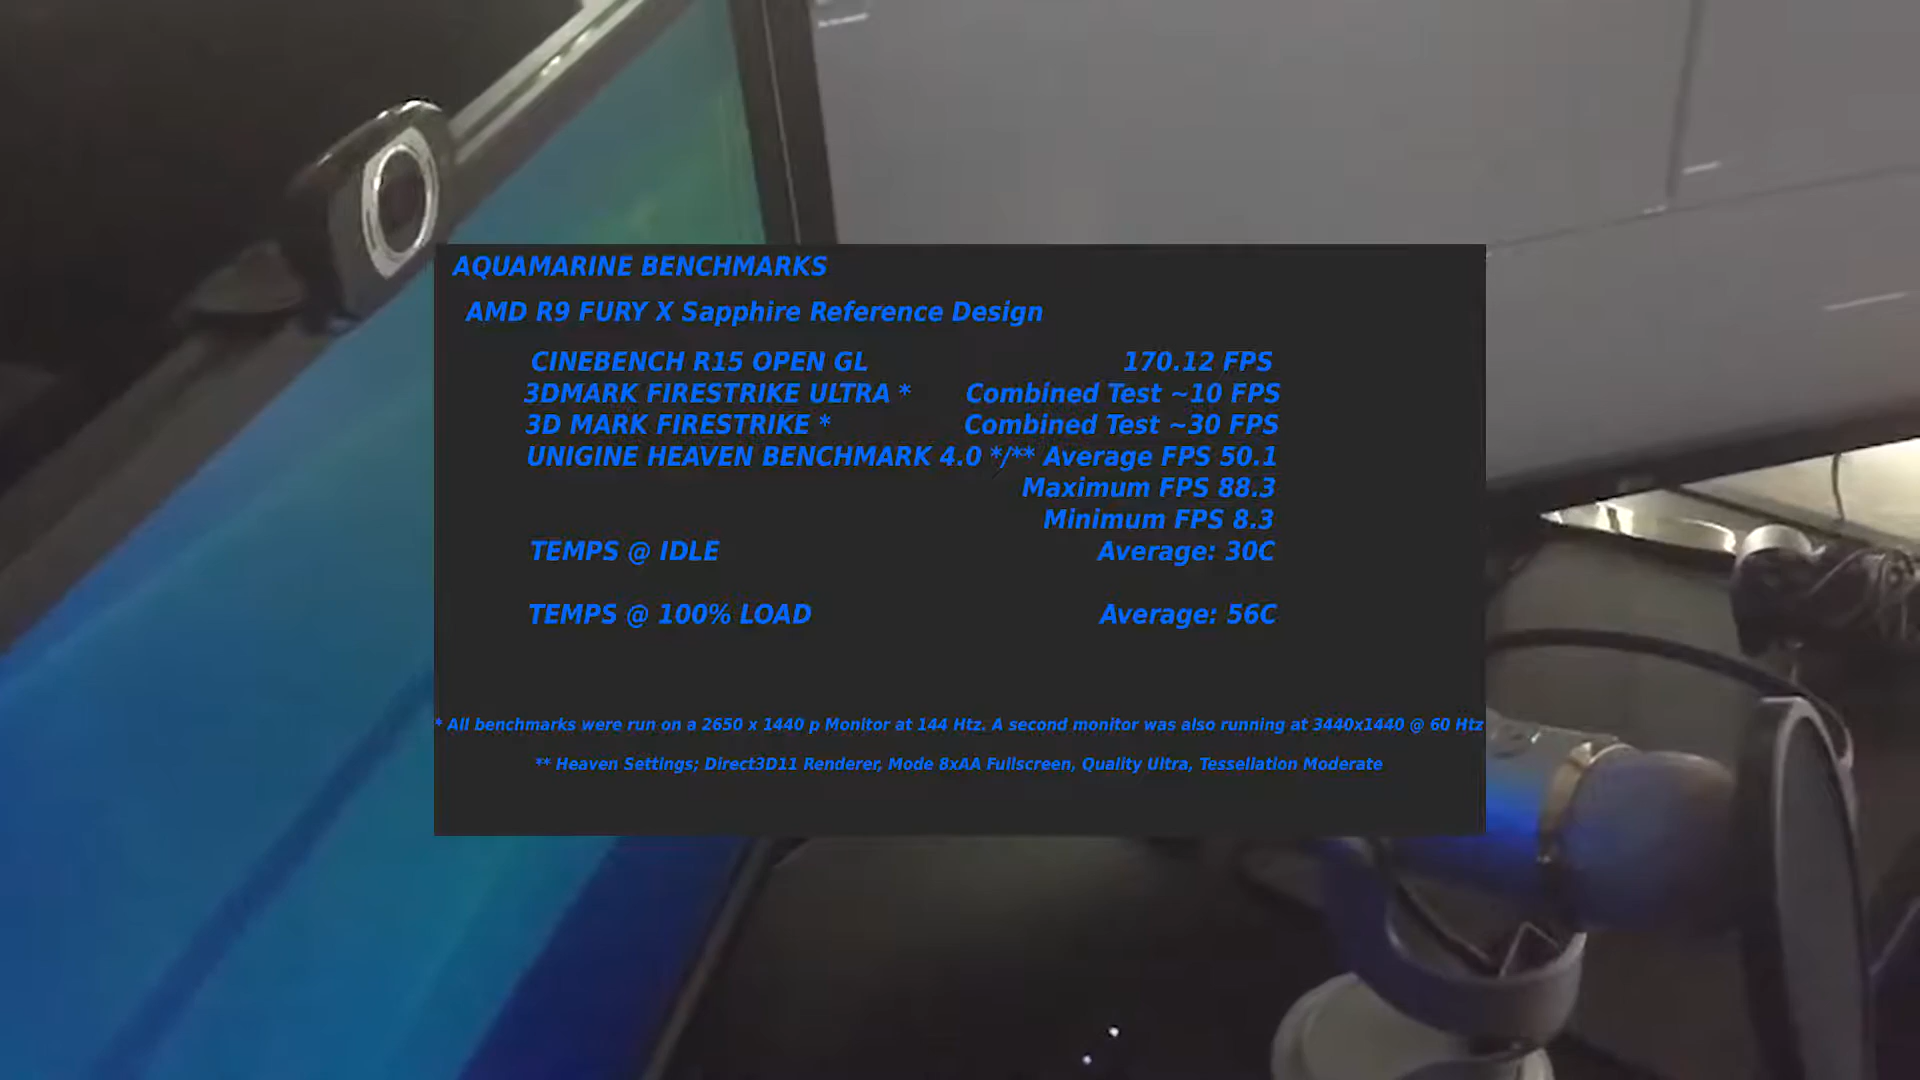 AQUAMARINE BENCHMARKS
AMD R9 FURY X Sapphire Reference Design
CINEBENCH R15 OPEN GL 170.12 FPS
3DMARK FIRESTRIKE ULTRA * Combined Test ~10 FPS
3D MARK FIRESTRIKE * Combined Test ~30 FPS
UNIGINE HEAVEN BENCHMARK 4.0 */** Average FPS 50.1
Maximum FPS 88.3
Minimum FPS 8.3
TEMPS @ IDLE Average: 30C
TEMPS @ 100% LOAD Average: 56C
* All benchmarks were run on a 2650 x 1440 p Monitor at 144 Htz. A second monitor was also running at 3440x1440 @ 60 Htz
** Heaven Settings; Direct3D11 Renderer, Mode 8xAA Fullscreen, Quality Ultra, Tessellation Moderate